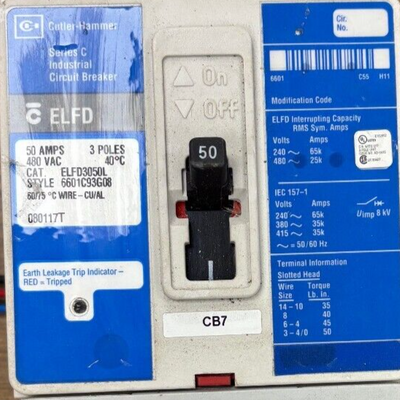 Cutler-Hammer
Series C
Industrial
Circuit Breaker
ELFD
50 AMPS 3 POLES
480 VAC 40°C
CAT. ELFD3050L
STYLE 6601C93G08
60/75 °C WIRE-CU/AL
080117T
Earth Leakage Trip Indicator –
RED = Tripped
On
OFF
50
CB7
Cir.
No.
6601 C55 H11
Modification Code
ELFD Interrupting Capacity
RMS Sym. Amps
Volts Amps
240 ~ 65k
480 ~ 25k
IEC 157-1
Volts Amps
240 ~ 65k
380 ~ 35k
415 ~ 35k
~ = 50/60 Hz
Uimp 8 kV
Terminal Information
Slotted Head
Wire Torque
Size Lb. In.
14 - 10 35
8 40
6 - 4 45
3 - 4/0 50